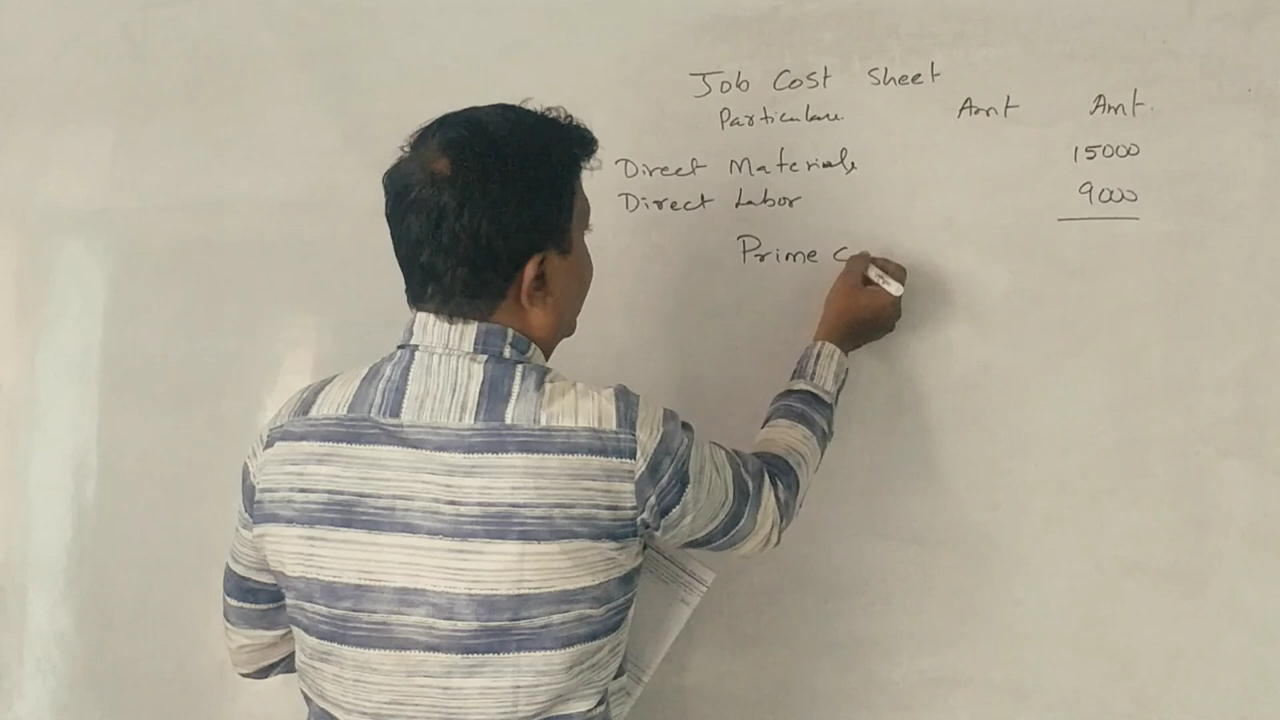 Job Cost Sheet
Particulars Amt Amt.
Direct Materials 15000
Direct Labor 9000
Prime c